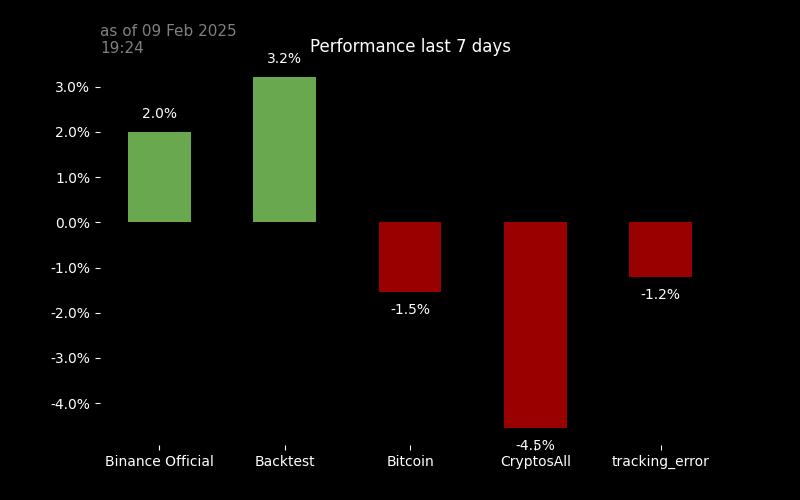 as of 09 Feb 2025
19:24
Performance last 7 days
3.2%
3.0%
2.0%
2.0%
1.0%
0.0%
-1.0%
-1.2%
-1.5%
-2.0%
-3.0%
-4.0%
-4.5%
Binance Official
Backtest
Bitcoin
CryptosAll
tracking_error